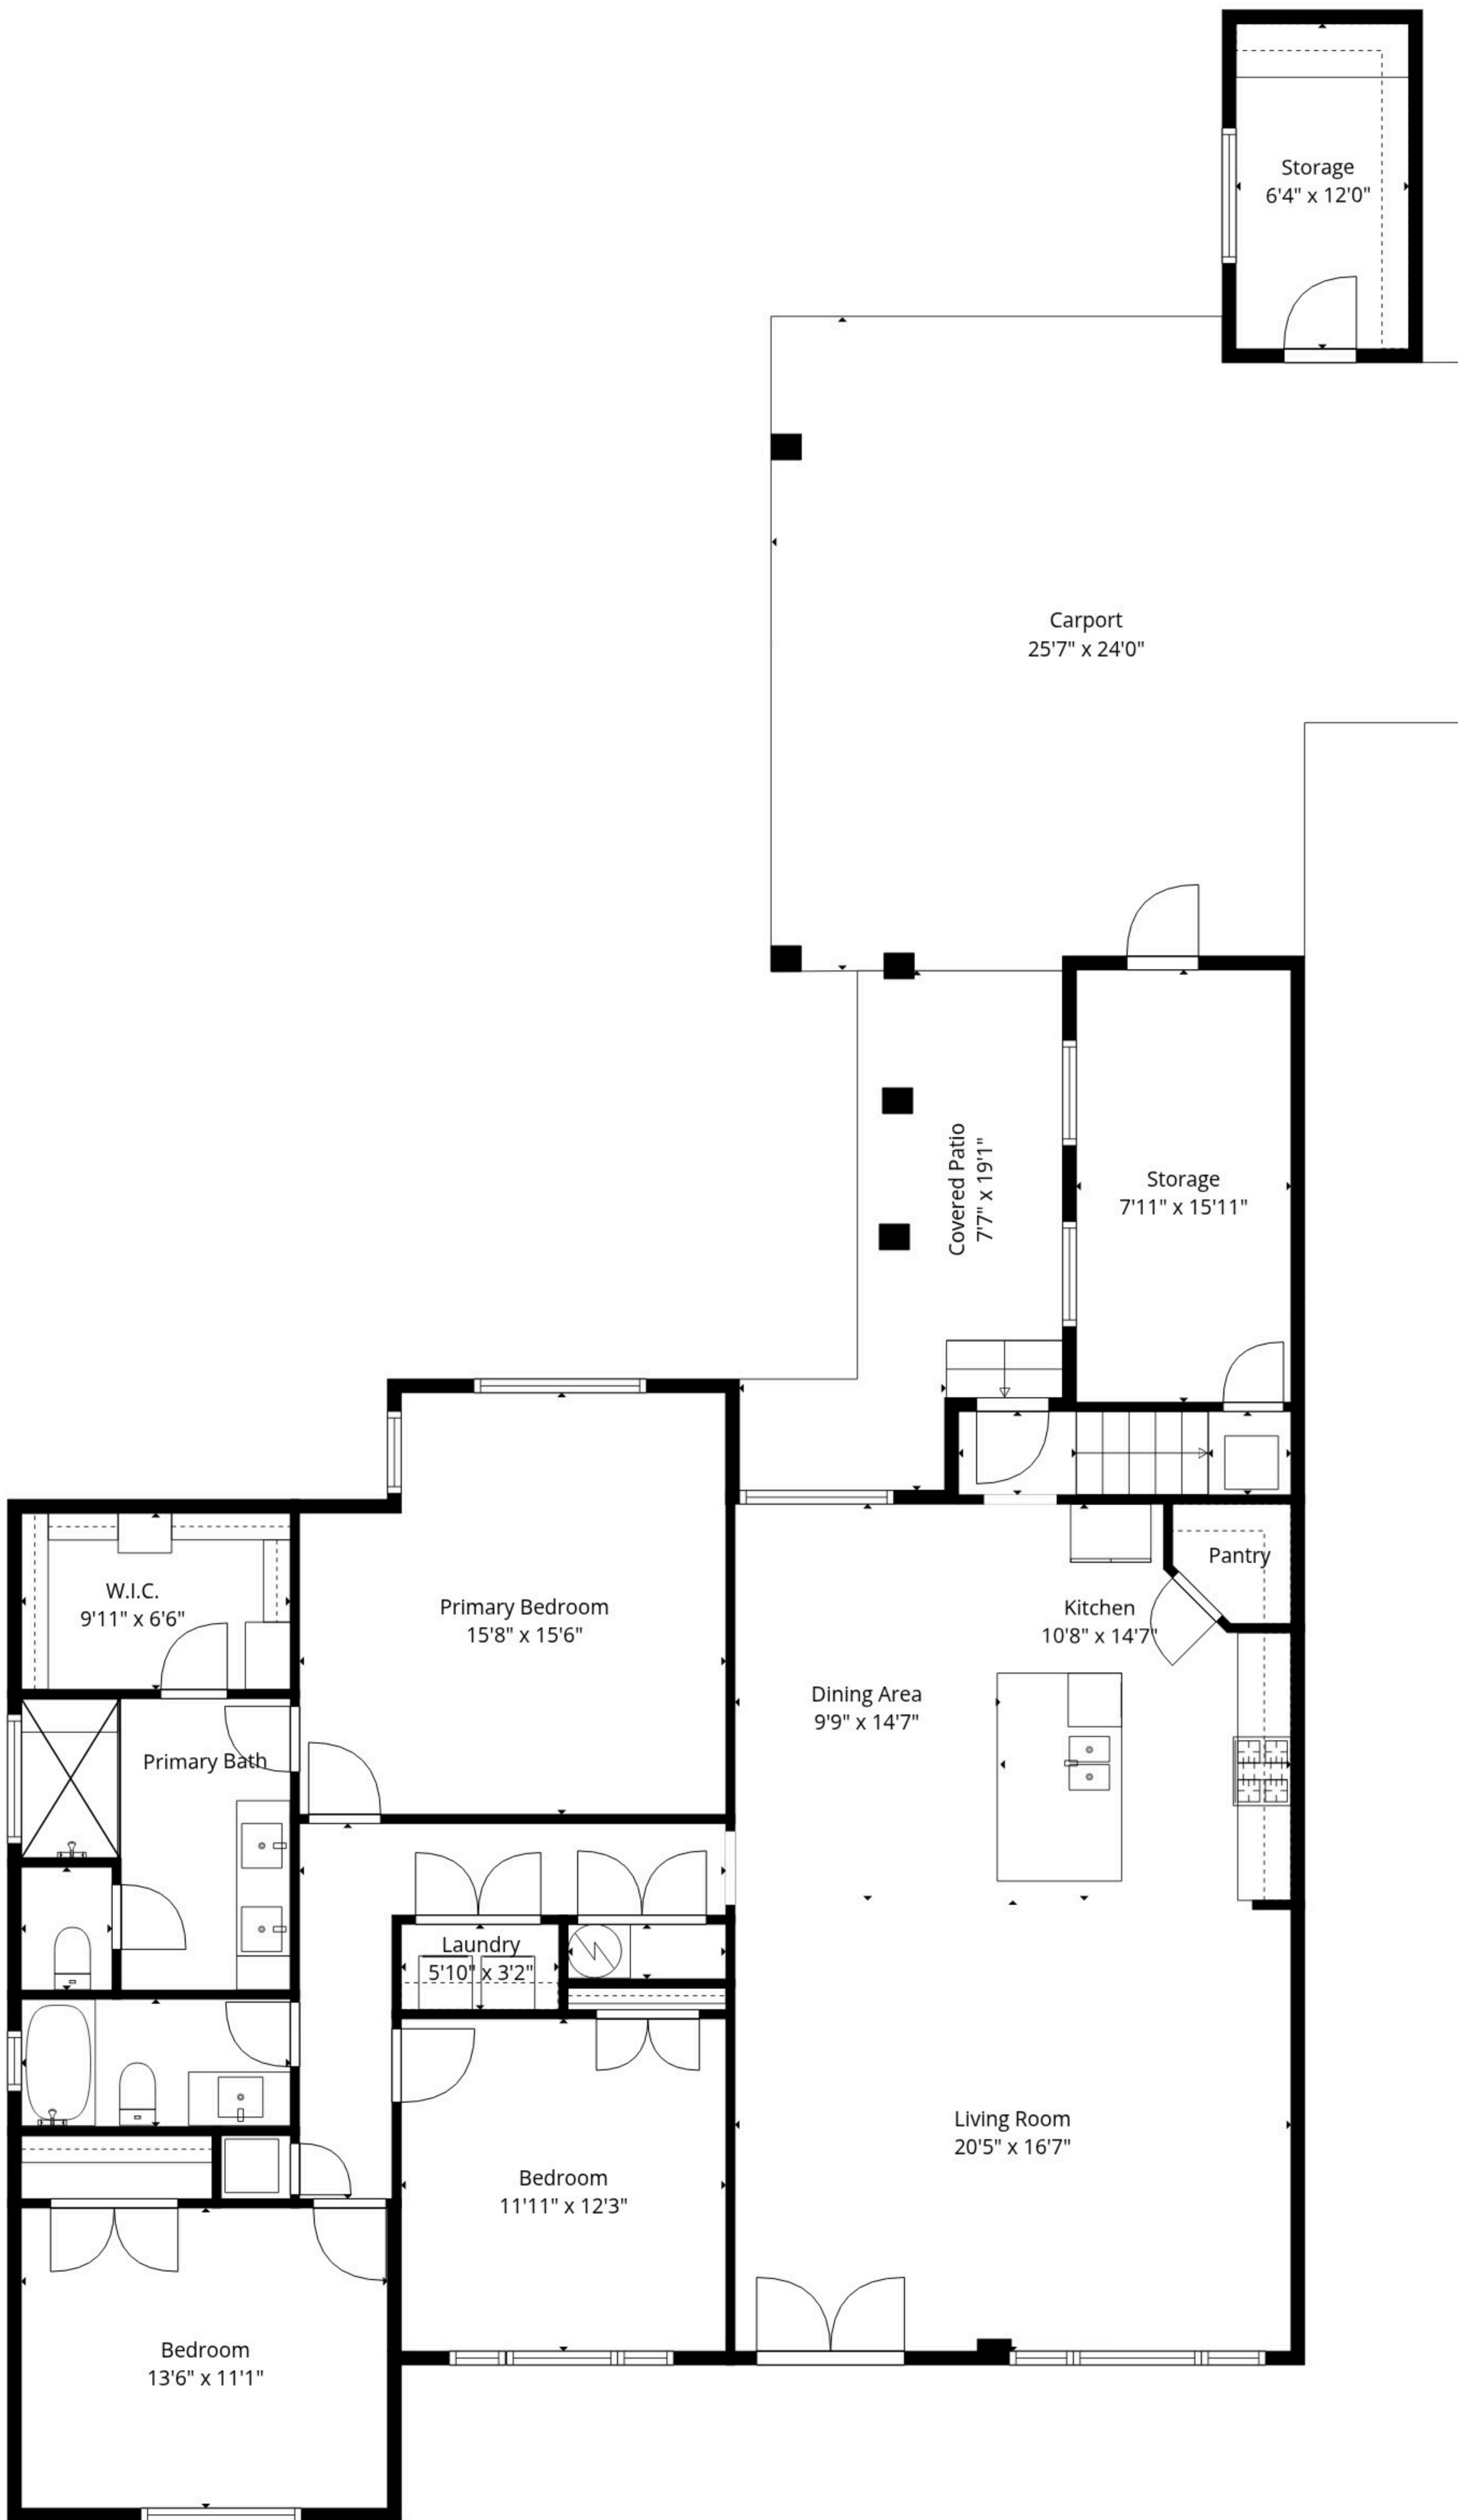 Storage
6'4" x 12'0"
Carport
25'7" x 24'0"
Covered Patio
7'7" x 19'1"
Storage
7'11" x 15'11"
Pantry
W.I.C.
9'11" x 6'6"
Primary Bedroom
15'8" x 15'6"
Kitchen
10'8" x 14'7"
Dining Area
9'9" x 14'7"
Primary Bath
Laundry
5'10" x 3'2"
Living Room
20'5" x 16'7"
Bedroom
11'11" x 12'3"
Bedroom
13'6" x 11'1"